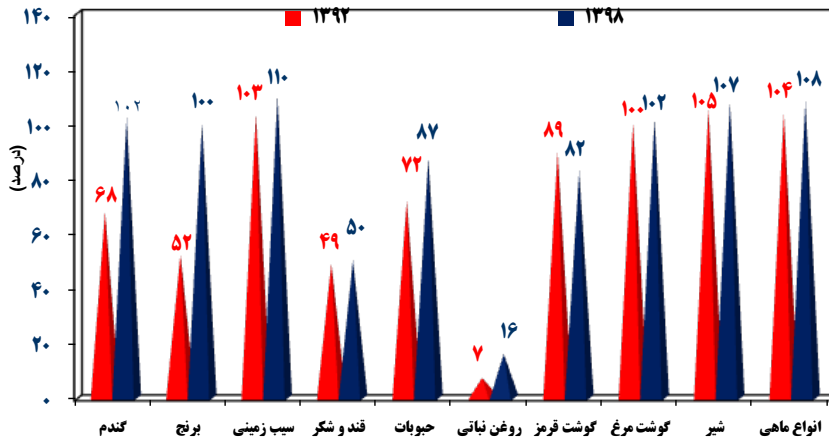 ۱۳۹۲ ۱۳۹۸
(درصد)
۱۴۰
۱۲۰
۱۰۰
۸۰
۶۰
۴۰
۲۰
۰
۶۸ ۱۰۲
۵۲ ۱۰۰
۱۰۳ ۱۱۰
۴۹ ۵۰
۷۲ ۸۷
۷ ۱۶
۸۹ ۸۲
۱۰۰ ۱۰۲
۱۰۵ ۱۰۷
۱۰۴ ۱۰۸
گندم
برنج
سیب زمینی
قند و شکر
حبوبات
روغن نباتی
گوشت قرمز
گوشت مرغ
شیر
انواع ماهی